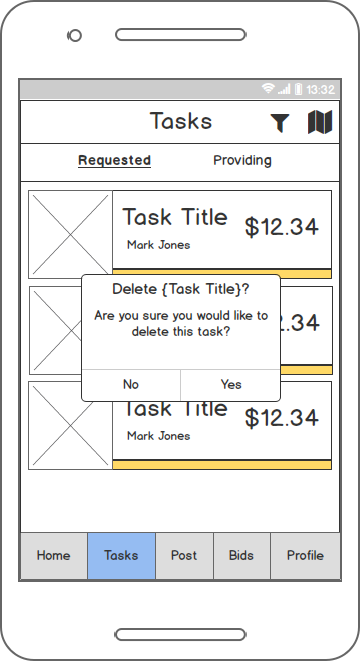 13:32
Tasks
Requested Providing
Task Title
$12.34
Mark Jones
Delete {Task Title}?
Are you sure you would like to
delete this task?
2.34
No Yes
Task Title
$12.34
Mark Jones
Home Tasks Post Bids Profile